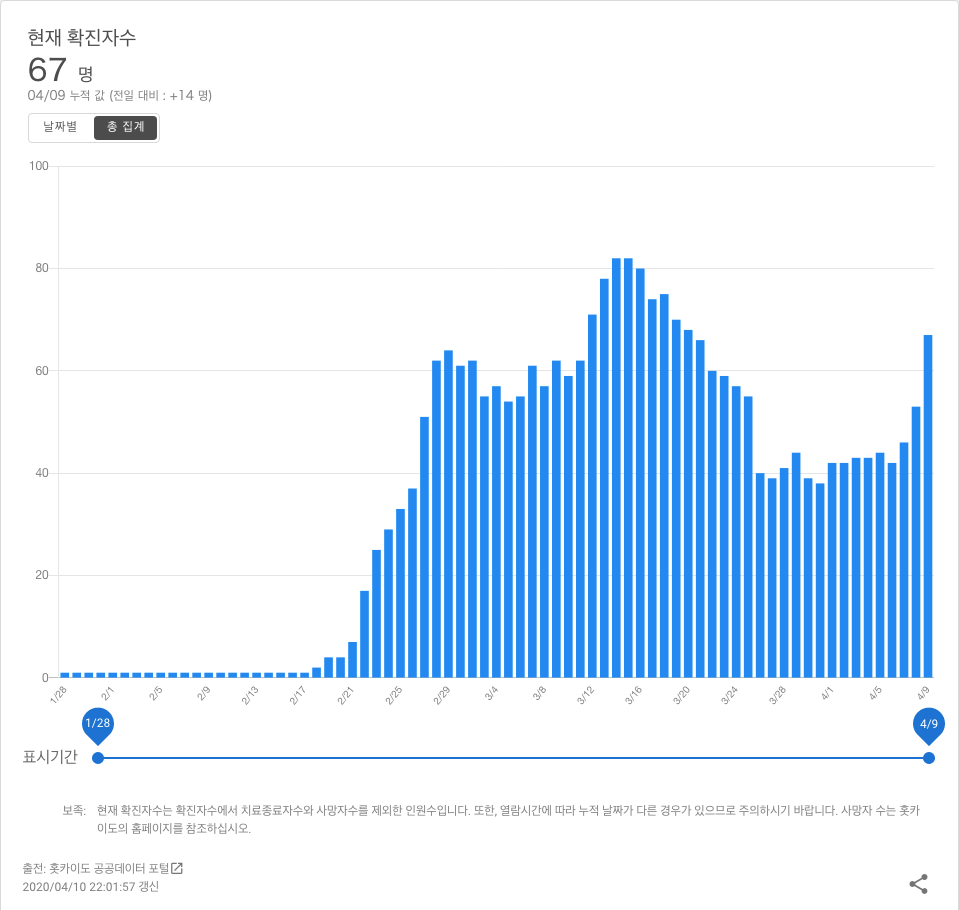 현재 확진자수
67 명
04/09 누적 값 (전일 대비 : +14 명)
날짜별 총 집계
100
80
60
40
20
0
1/28 2/1 2/5 2/9 2/13 2/17 2/21 2/25 2/29 3/4 3/8 3/12 3/16 3/20 3/24 3/28 4/1 4/5 4/9
1/28 4/9
표시기간
보족: 현재 확진자수는 확진자수에서 치료종료자수와 사망자수를 제외한 인원수입니다. 또한, 열람시간에 따라 누적 날짜가 다른 경우가 있으므로 주의하시기 바랍니다. 사망자 수는 홋카
이도의 홈페이지를 참조하십시오.
출전: 홋카이도 공공데이터 포털
2020/04/10 22:01:57 갱신